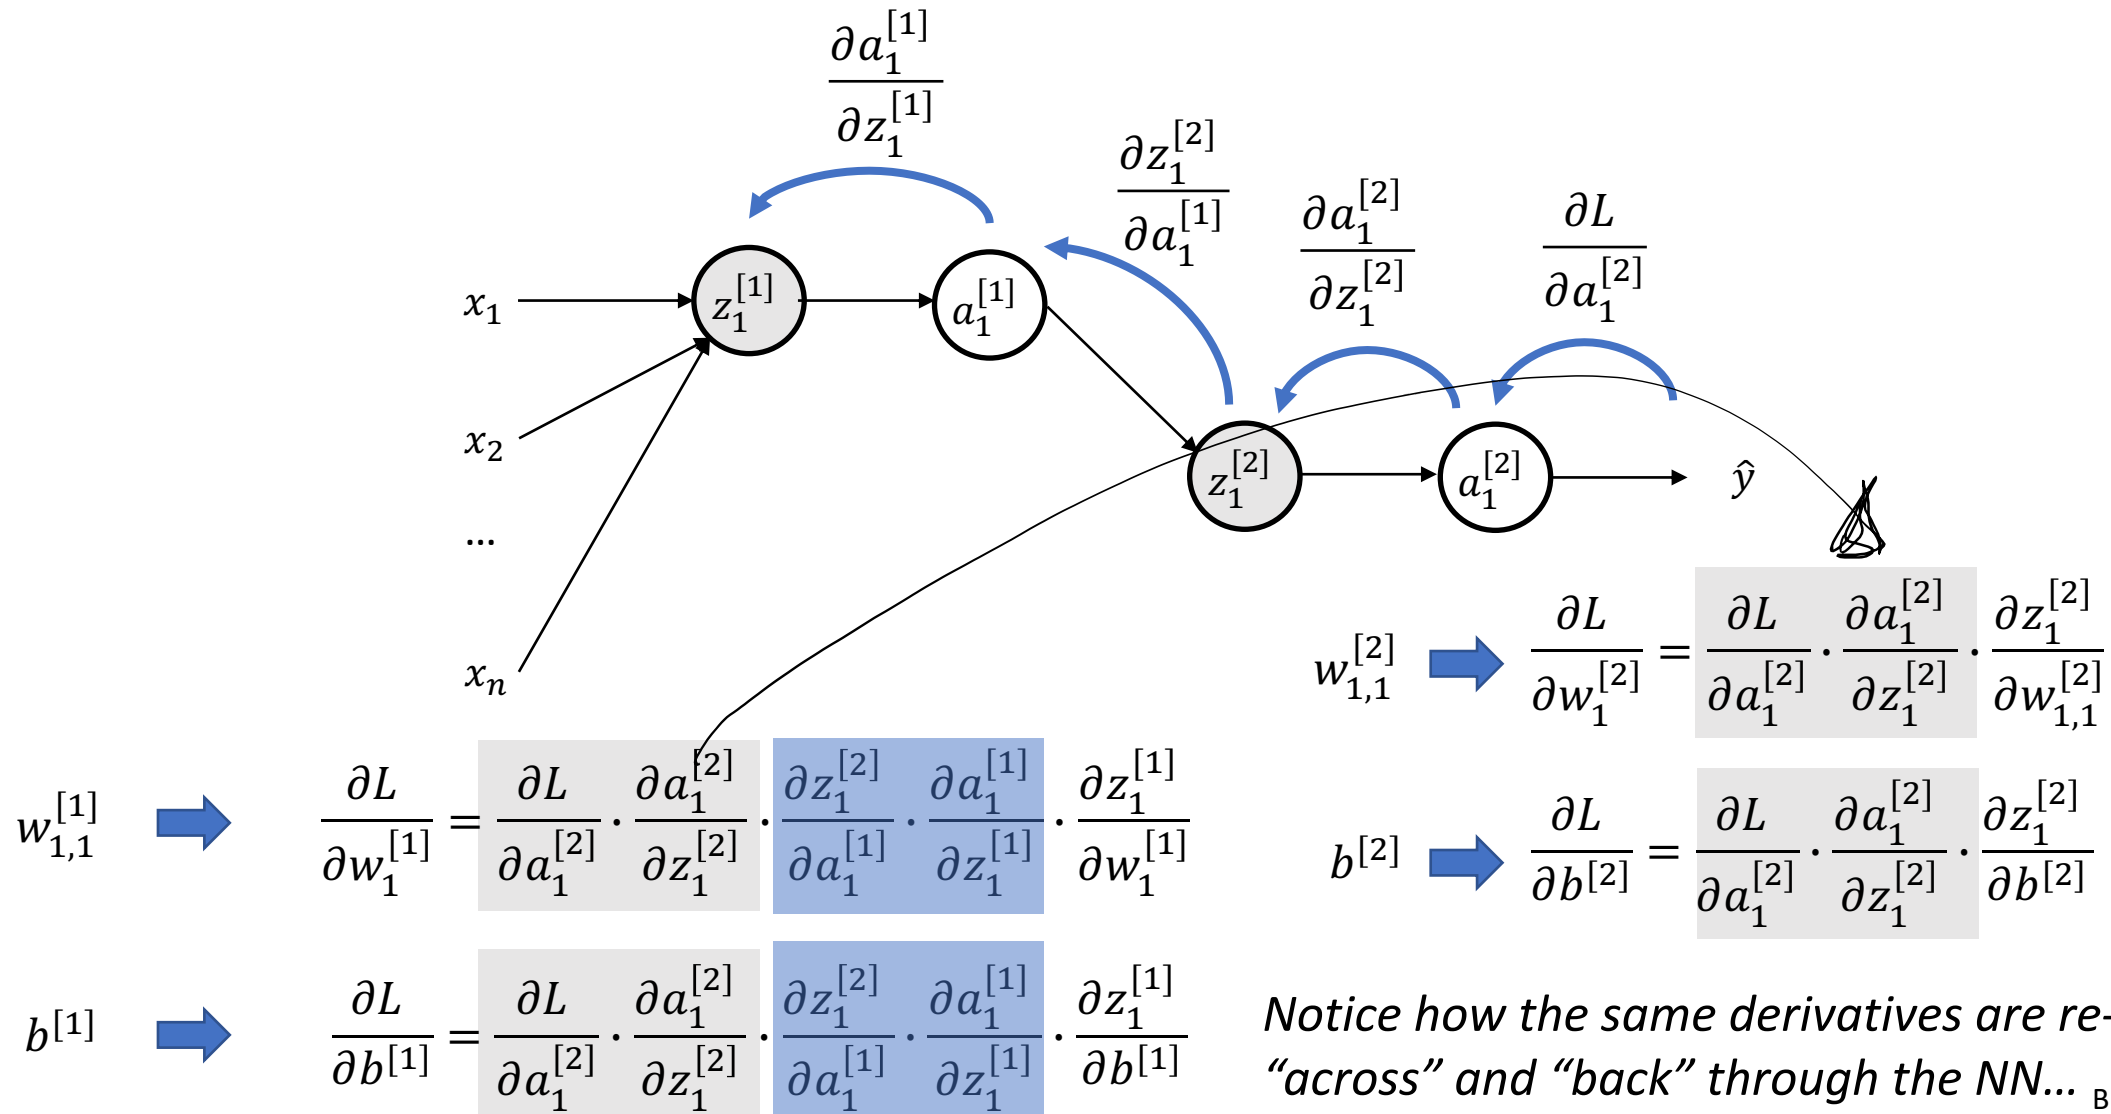 ∂a₁^[1]/∂z₁^[1]
∂z₁^[2]/∂a₁^[1]
∂a₁^[2]/∂z₁^[2]
∂L/∂a₁^[2]
x₁
z₁^[1]
a₁^[1]
x₂
z₁^[2]
a₁^[2]
ŷ
...
xₙ
w₁,₁^[2]
∂L/∂w₁^[2] = ∂L/∂a₁^[2] · ∂a₁^[2]/∂z₁^[2] · ∂z₁^[2]/∂w₁,₁^[2]
w₁,₁^[1]
∂L/∂w₁^[1] = ∂L/∂a₁^[2] · ∂a₁^[2]/∂z₁^[2] · ∂z₁^[2]/∂a₁^[1] · ∂a₁^[1]/∂z₁^[1] · ∂z₁^[1]/∂w₁^[1]
b^[2]
∂L/∂b^[2] = ∂L/∂a₁^[2] · ∂a₁^[2]/∂z₁^[2] · ∂z₁^[2]/∂b^[2]
b^[1]
∂L/∂b^[1] = ∂L/∂a₁^[2] · ∂a₁^[2]/∂z₁^[2] · ∂z₁^[2]/∂a₁^[1] · ∂a₁^[1]/∂z₁^[1] · ∂z₁^[1]/∂b^[1]
Notice how the same derivatives are re-
“across” and “back” through the NN...
B